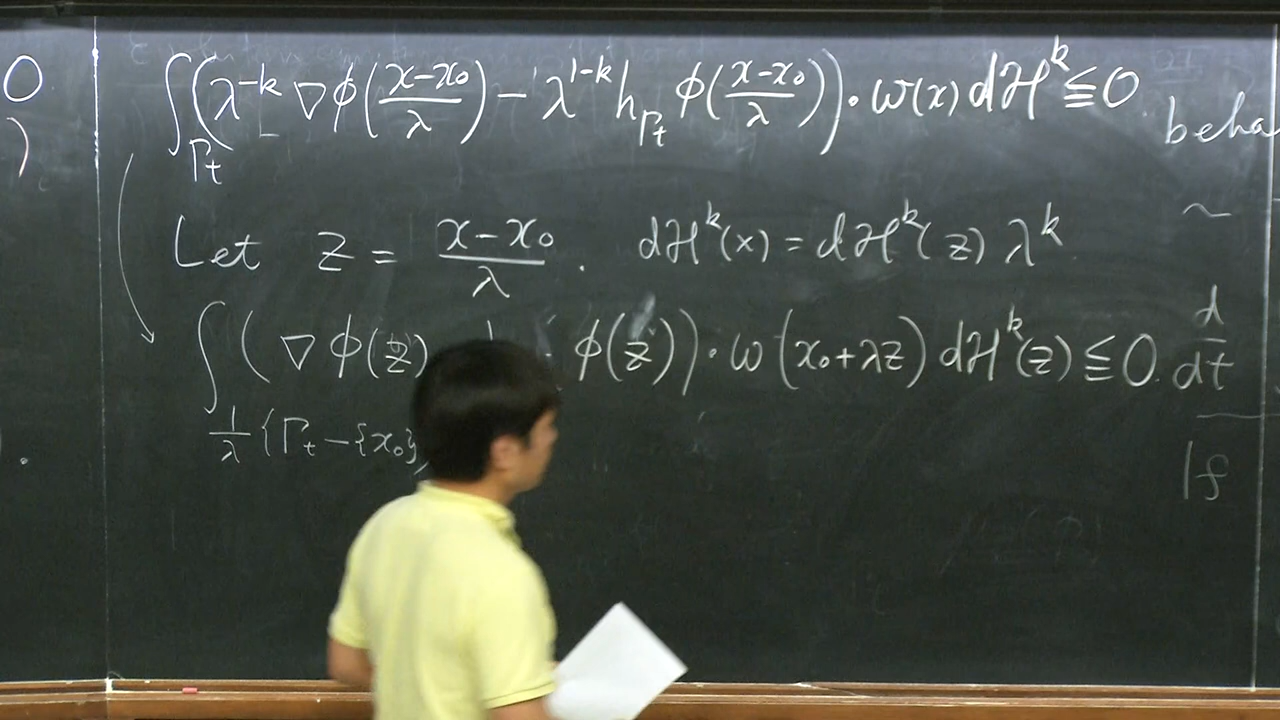 ∫_{Γt} (λ^{-k} ∇φ((x-x₀)/λ) - λ^{1-k} h_{Γt} φ((x-x₀)/λ)) · ω(x) dℋ^k ≦ 0
Let z = (x-x₀)/λ . dℋ^k(x) = dℋ^k(z) λ^k
∫_{1/λ (Γt - {x₀}} (∇φ(z) φ(z)) · ω(x₀+λz) dℋ^k(z) ≦ 0.
0
)
.
beha
~
d/dt
If